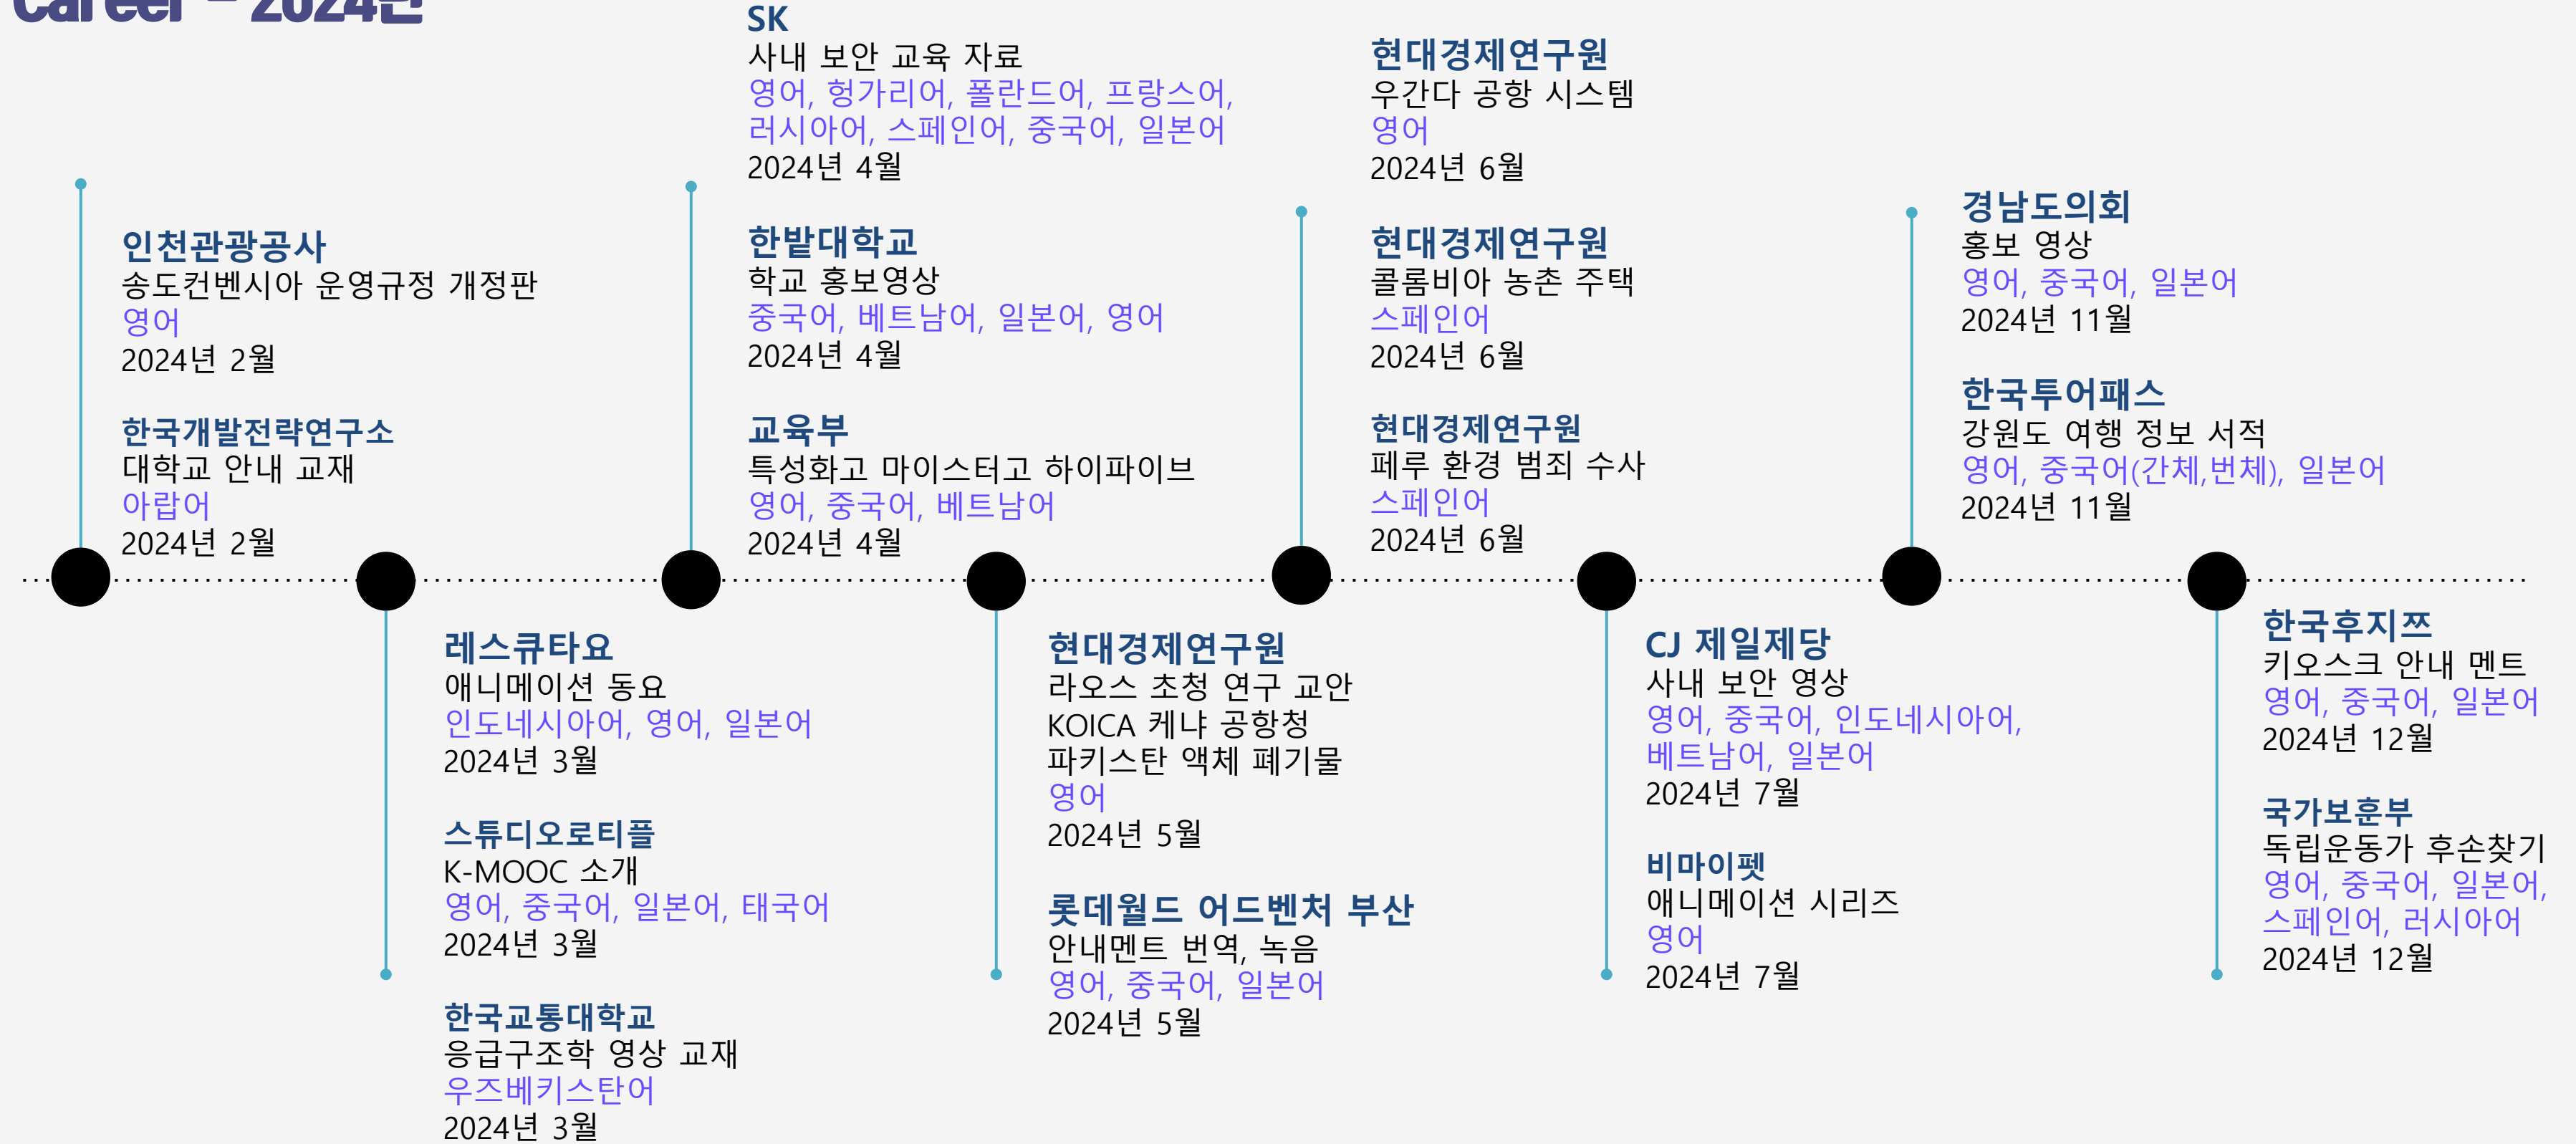 Career - 2024년
인천관광공사
송도컨벤시아 운영규정 개정판
영어
2024년 2월
한국개발전략연구소
대학교 안내 교재
아랍어
2024년 2월
레스큐타요
애니메이션 동요
인도네시아어, 영어, 일본어
2024년 3월
스튜디오로티플
K-MOOC 소개
영어, 중국어, 일본어, 태국어
2024년 3월
한국교통대학교
응급구조학 영상 교재
우즈베키스탄어
2024년 3월
SK
사내 보안 교육 자료
영어, 헝가리어, 폴란드어, 프랑스어,
러시아어, 스페인어, 중국어, 일본어
2024년 4월
한밭대학교
학교 홍보영상
중국어, 베트남어, 일본어, 영어
2024년 4월
교육부
특성화고 마이스터고 하이파이브
영어, 중국어, 베트남어
2024년 4월
현대경제연구원
라오스 초청 연구 교안
KOICA 케냐 공항청
파키스탄 액체 폐기물
영어
2024년 5월
롯데월드 어드벤처 부산
안내멘트 번역, 녹음
영어, 중국어, 일본어
2024년 5월
현대경제연구원
우간다 공항 시스템
영어
2024년 6월
현대경제연구원
콜롬비아 농촌 주택
스페인어
2024년 6월
현대경제연구원
페루 환경 범죄 수사
스페인어
2024년 6월
CJ 제일제당
사내 보안 영상
영어, 중국어, 인도네시아어,
베트남어, 일본어
2024년 7월
비마이펫
애니메이션 시리즈
영어
2024년 7월
경남도의회
홍보 영상
영어, 중국어, 일본어
2024년 11월
한국투어패스
강원도 여행 정보 서적
영어, 중국어(간체,번체), 일본어
2024년 11월
한국후지쯔
키오스크 안내 멘트
영어, 중국어, 일본어
2024년 12월
국가보훈부
독립운동가 후손찾기
영어, 중국어, 일본어,
스페인어, 러시아어
2024년 12월